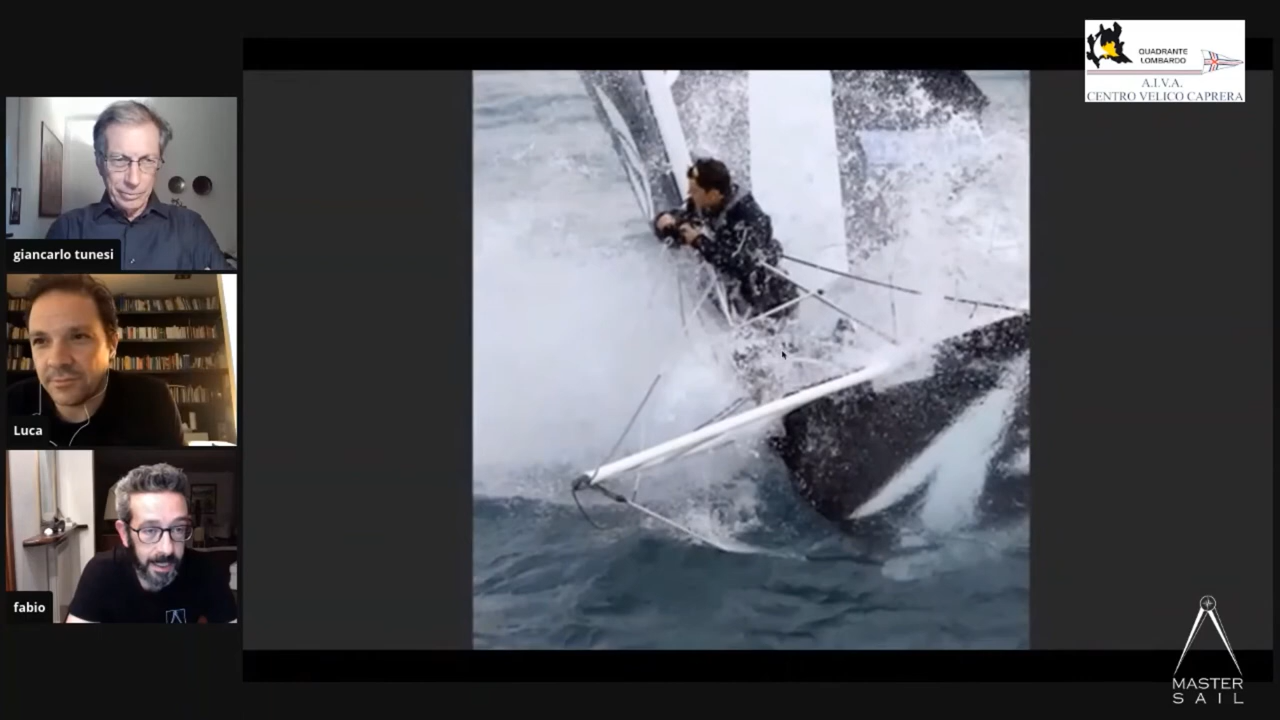 QUADRANTE
LOMBARDO
A.I.V.A.
CENTRO VELICO CAPRERA
giancarlo tunesi
Luca
fabio
MASTER
SAIL